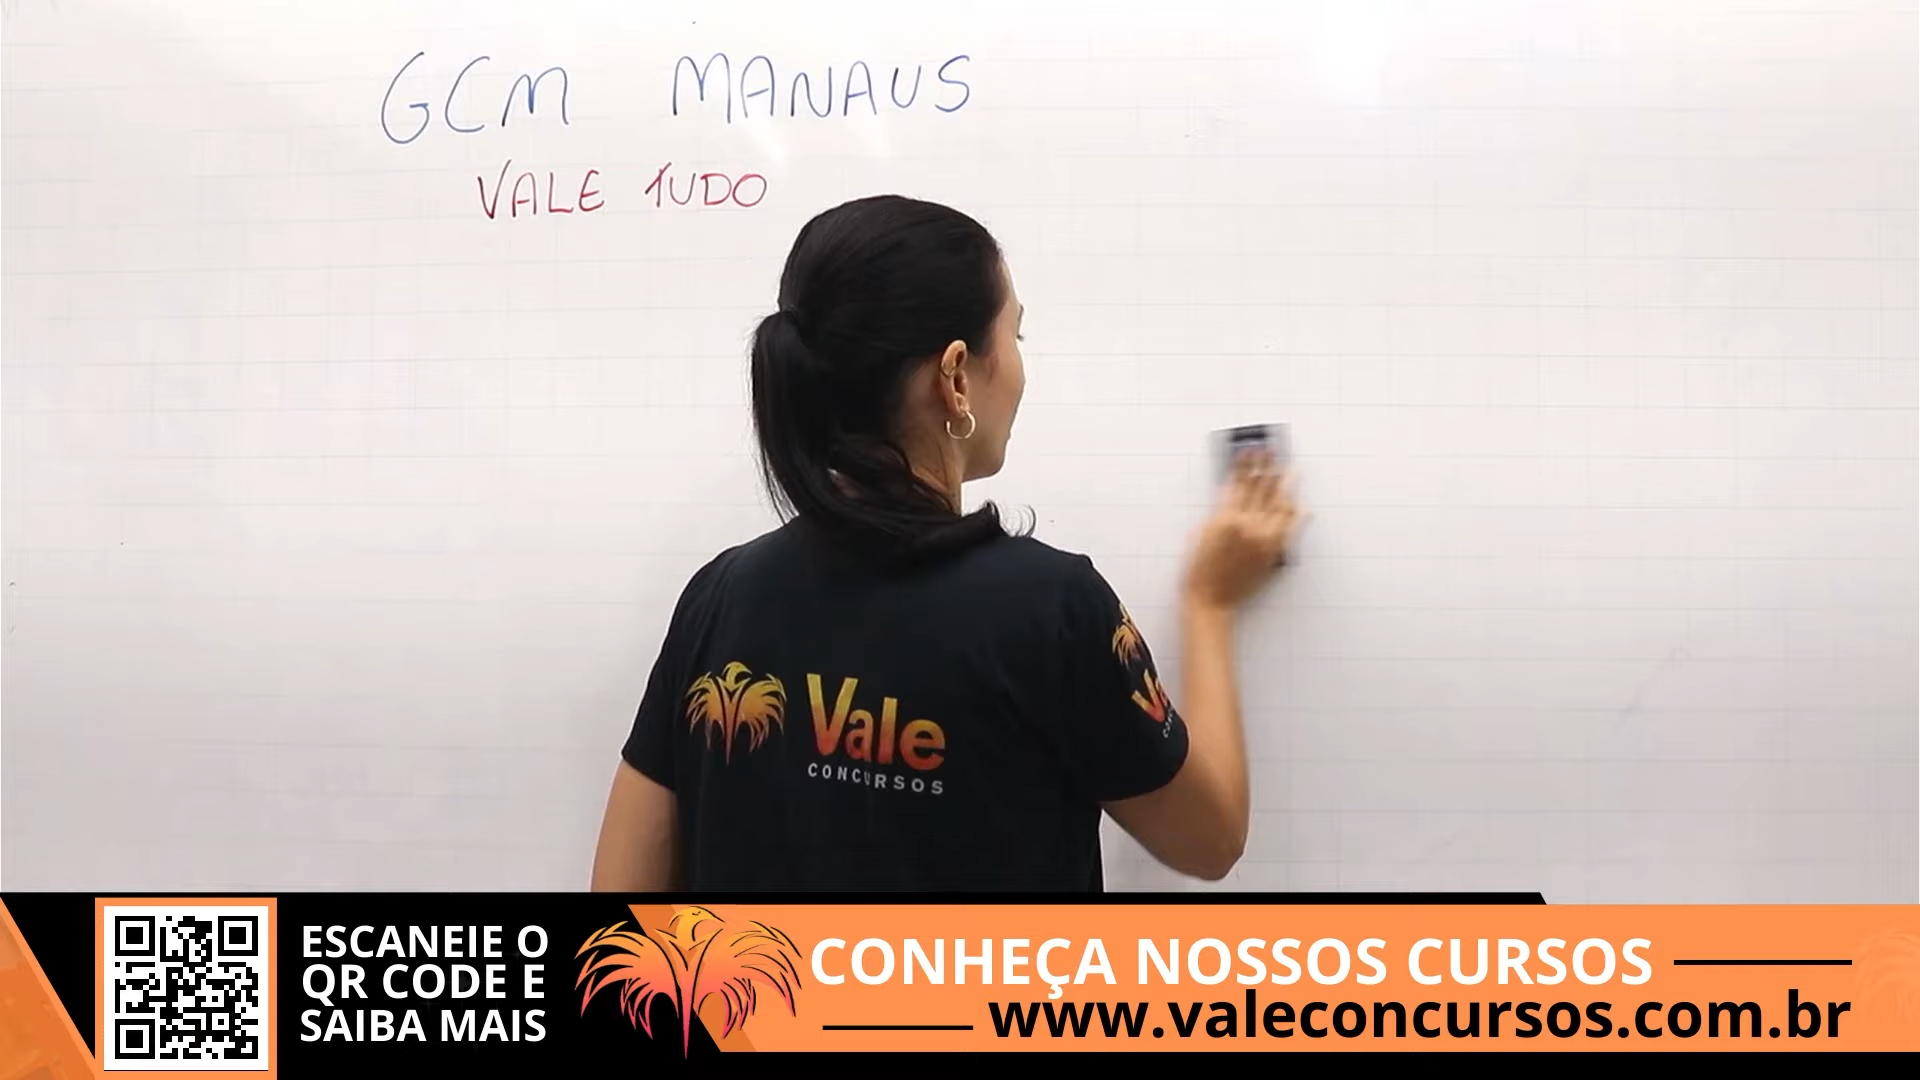 GCM MANAUS
VALE TUDO
Vale
CONCURSOS
ESCANEIE O
QR CODE E
SAIBA MAIS
CONHEÇA NOSSOS CURSOS
www.valeconcursos.com.br